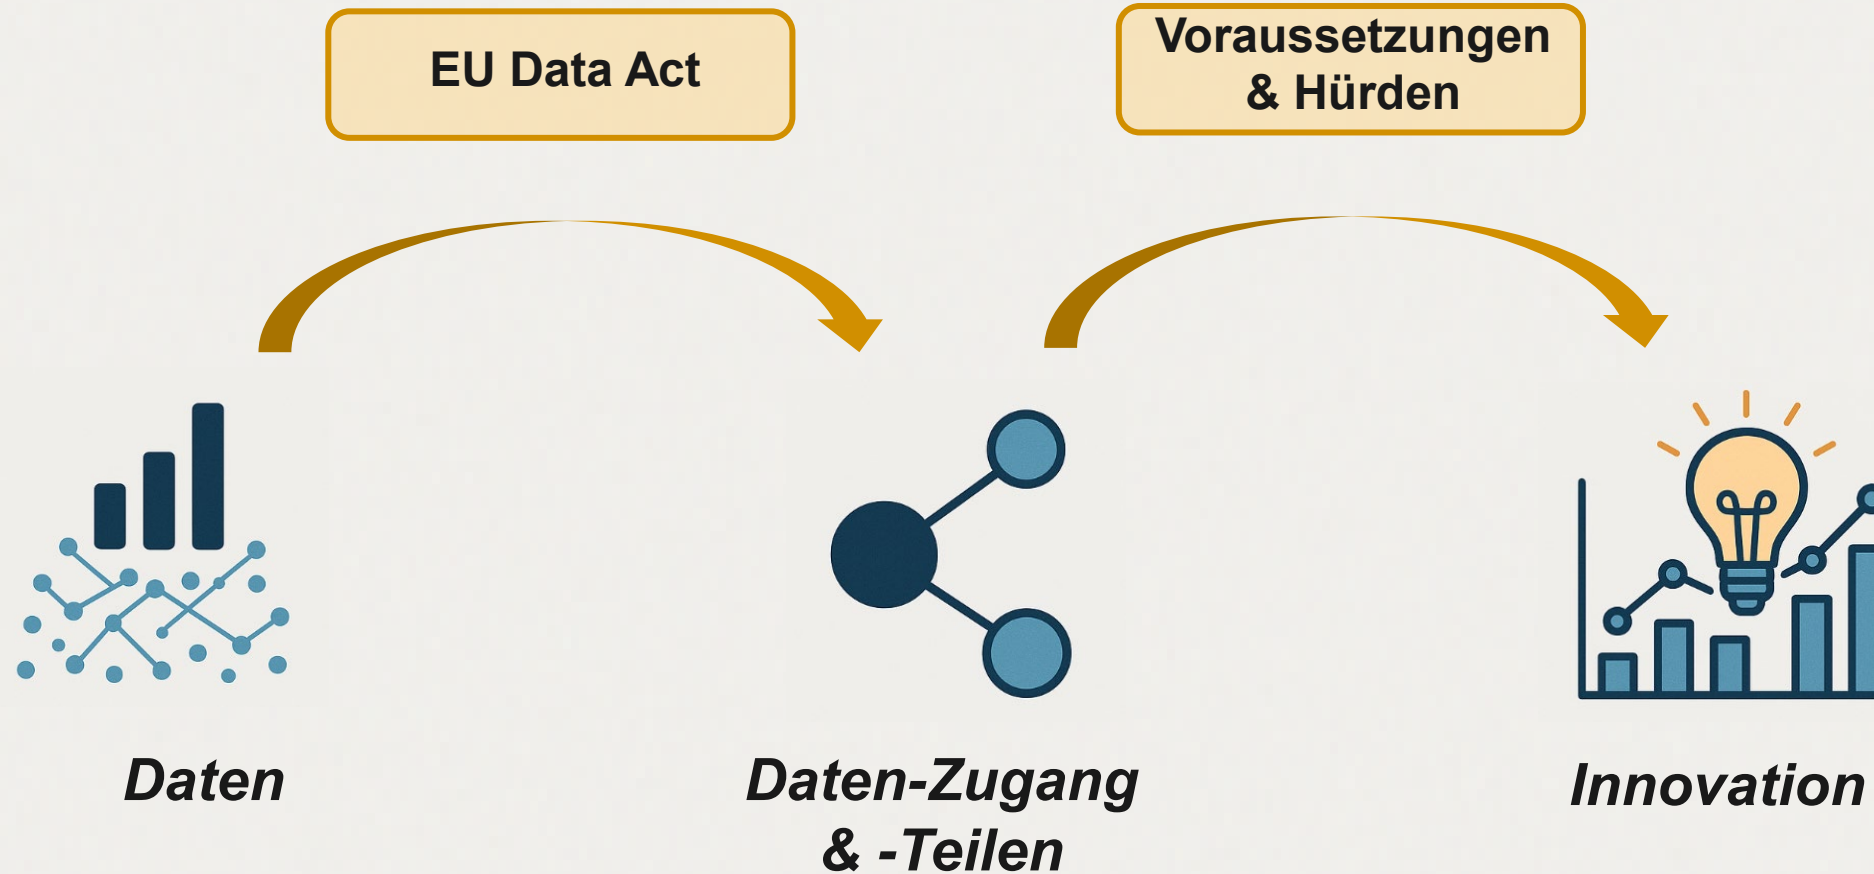 EU Data Act
Voraussetzungen
& Hürden
Daten
Daten-Zugang
& -Teilen
Innovation